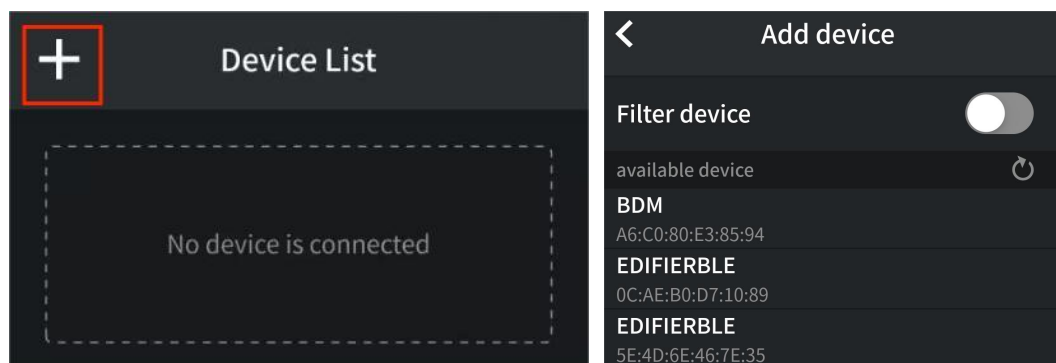 Device List
No device is connected
Add device
Filter device
available device
BDM
A6:C0:80:E3:85:94
EDIFIERBLE
0C:AE:B0:D7:10:89
EDIFIERBLE
5E:4D:6E:46:7E:35